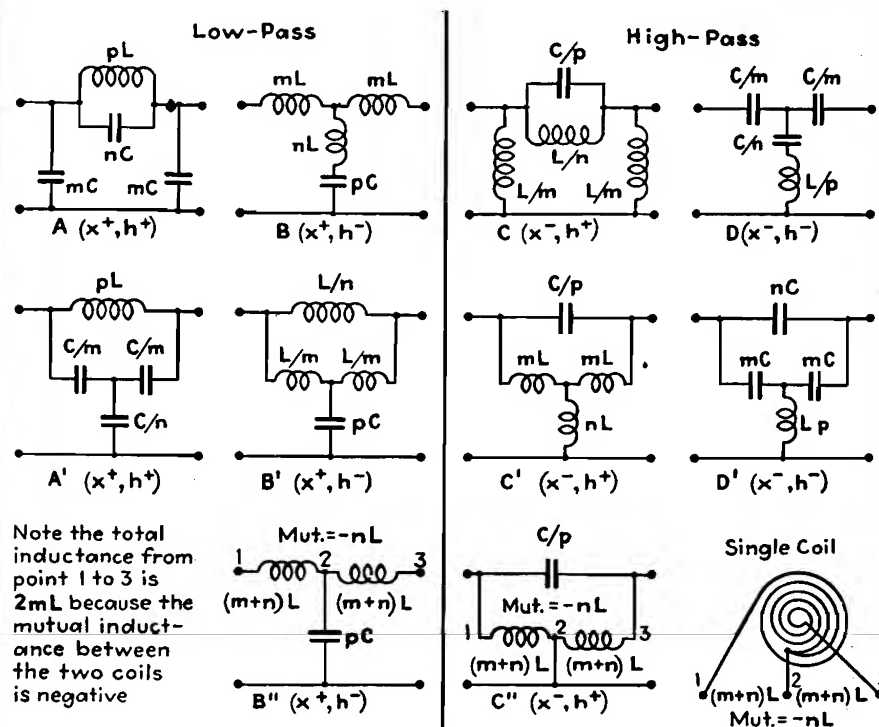 Low-Pass
High-Pass
pL
nC
mC
mC
A (x⁺, h⁺)
mL
mL
nL
pC
B (x⁺, h⁻)
C/p
L/n
L/m
L/m
C (x⁻, h⁺)
C/m
C/m
C/n
L/p
D(x⁻, h⁻)
pL
C/m
C/m
C/n
A' (x⁺, h⁺)
L/n
L/m
L/m
pC
B' (x⁺, h⁻)
C/p
mL
mL
nL
C' (x⁻, h⁺)
nC
mC
mC
Lp
D' (x⁻, h⁻)
Note the total
inductance from
point 1 to 3 is
2mL because the
mutual induct-
ance between
the two coils
is negative
Mut.=-nL
1 2 3
(m+n)L (m+n)L
pC
B" (x⁺, h⁻)
C/p
Mut.=-nL
1 2 3
(m+n)L (m+n)L
C" (x⁻, h⁺)
Single Coil
1 2
(m+n)L (m+n)L
Mut.=-nL